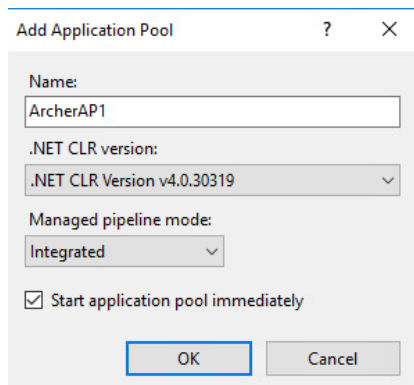 Add Application Pool
?
Name:
ArcherAP1
.NET CLR version:
.NET CLR Version v4.0.30319
Managed pipeline mode:
Integrated
Start application pool immediately
OK Cancel